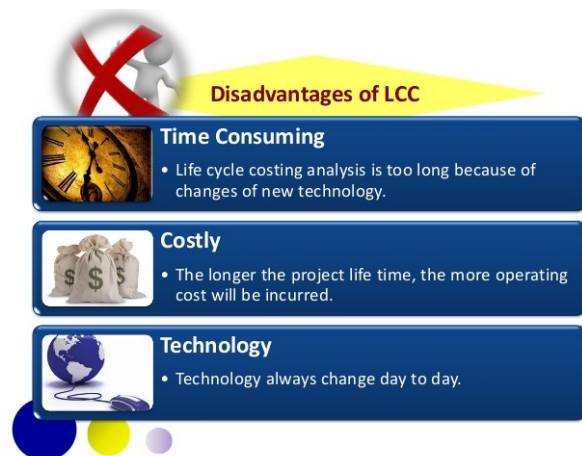 Disadvantages of LCC
Time Consuming
• Life cycle costing analysis is too long because of
changes of new technology.
Costly
$ $ $
• The longer the project life time, the more operating
cost will be incurred.
Technology
• Technology always change day to day.